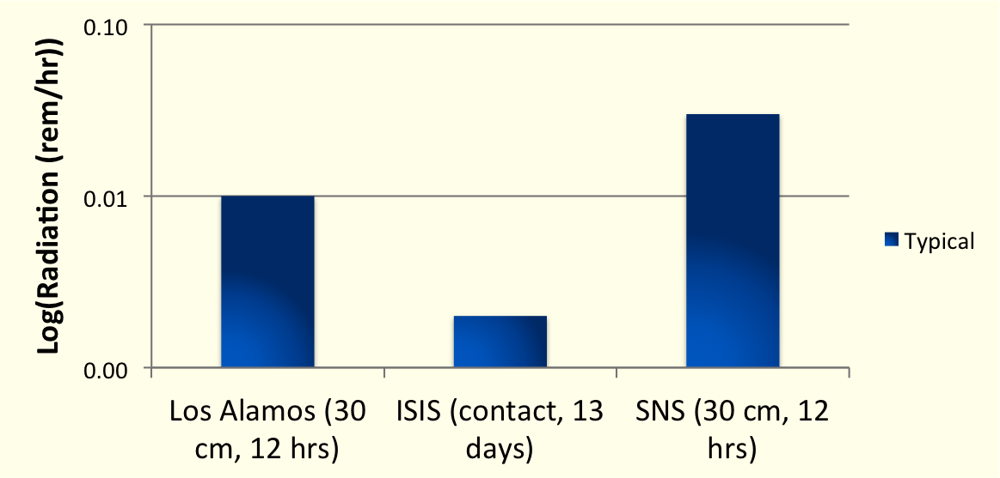 Log(Radiation (rem/hr))
0.10
0.01
0.00
Los Alamos (30
cm, 12 hrs)
ISIS (contact, 13
days)
SNS (30 cm, 12
hrs)
Typical